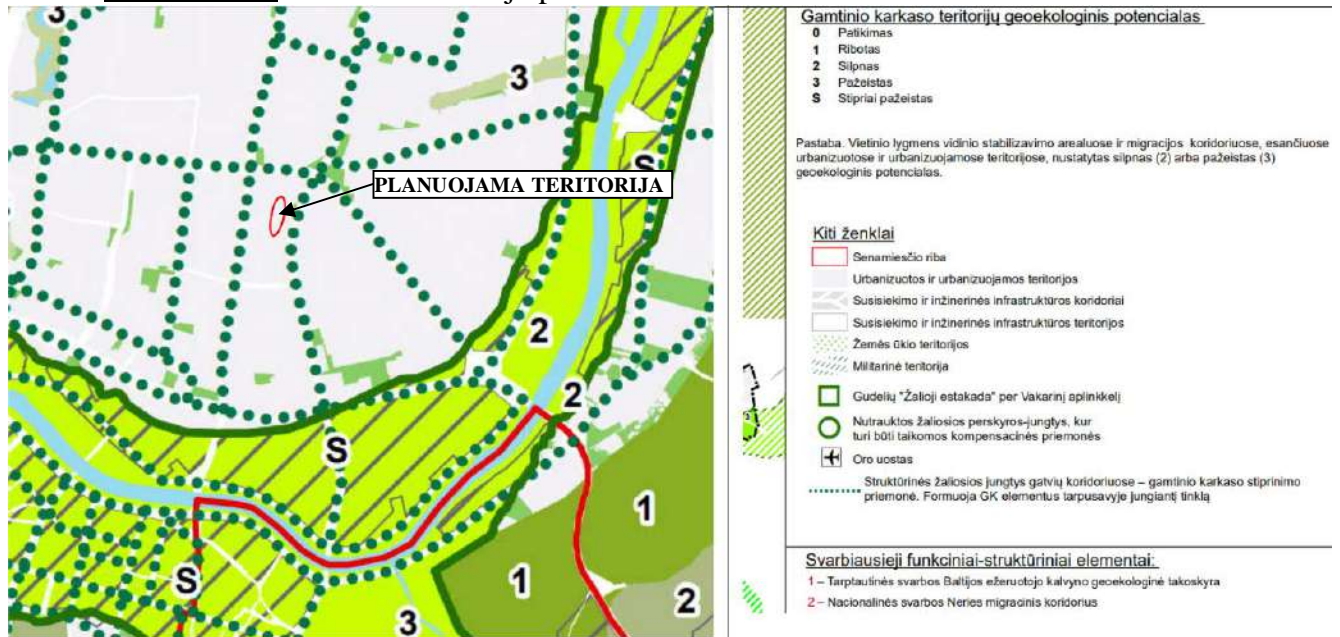 3
3
S
PLANUOJAMA TERITORIJA
2
2
S
1
S
1
2
3
Gamtinio karkaso teritorijų geoekologinis potencialas
0 Patikimas
1 Ribotas
2 Silpnas
3 Pažeistas
S Stipriai pažeistas
Pastaba. Vietinio lygmens vidinio stabilizavimo arealuose ir migracijos koridoriuose, esančiuose
urbanizuotose ir urbanizuojamose teritorijose, nustatytas silpnas (2) arba pažeistas (3)
geoekologinis potencialas.
Kiti ženklai
Senamiesčio riba
Urbanizuotos ir urbanizuojamos teritorijos
Susisiekimo ir inžinerinės infrastruktūros koridoriai
Susisiekimo ir inžinerinės infrastruktūros teritorijos
Žemės ūkio teritorijos
Militarinė teritorija
Gudelių "Žalioji estakada" per Vakarinį aplinkkelį
Nutrauktos žaliosios perskyros-jungtys, kur
turi būti taikomos kompensacinės priemonės
Oro uostas
Struktūrinės žaliosios jungtys gatvių koridoriuose – gamtinio karkaso stiprinimo
priemonė. Formuoja GK elementus tarpusavyje jungiantį tinklą
Svarbiausieji funkciniai-struktūriniai elementai:
1 – Tarptautinės svarbos Baltijos ežeruotojo kalvyno geoekologinė takoskyra
2 – Nacionalinės svarbos Neries migracinis koridorius